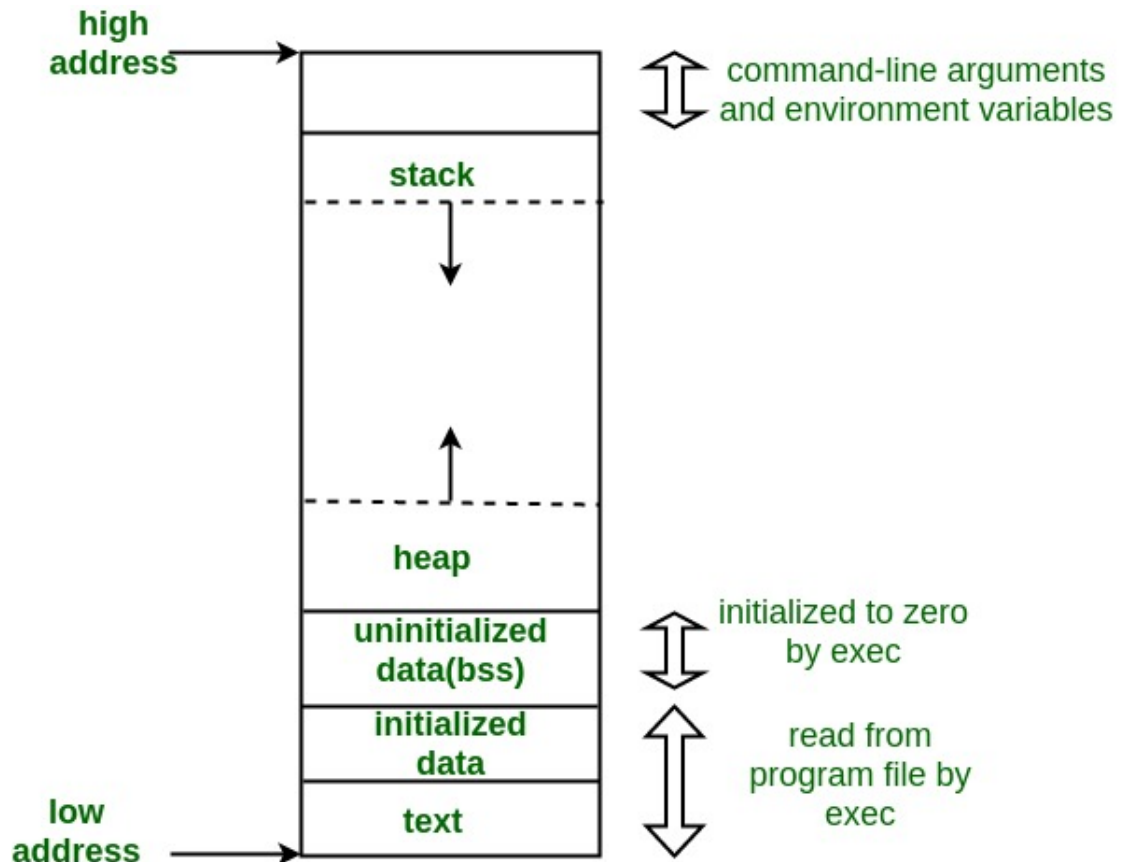 high
address
command-line arguments
and environment variables
stack
heap
uninitialized
data(bss)
initialized to zero
by exec
initialized
data
read from
program file by
exec
text
low
address